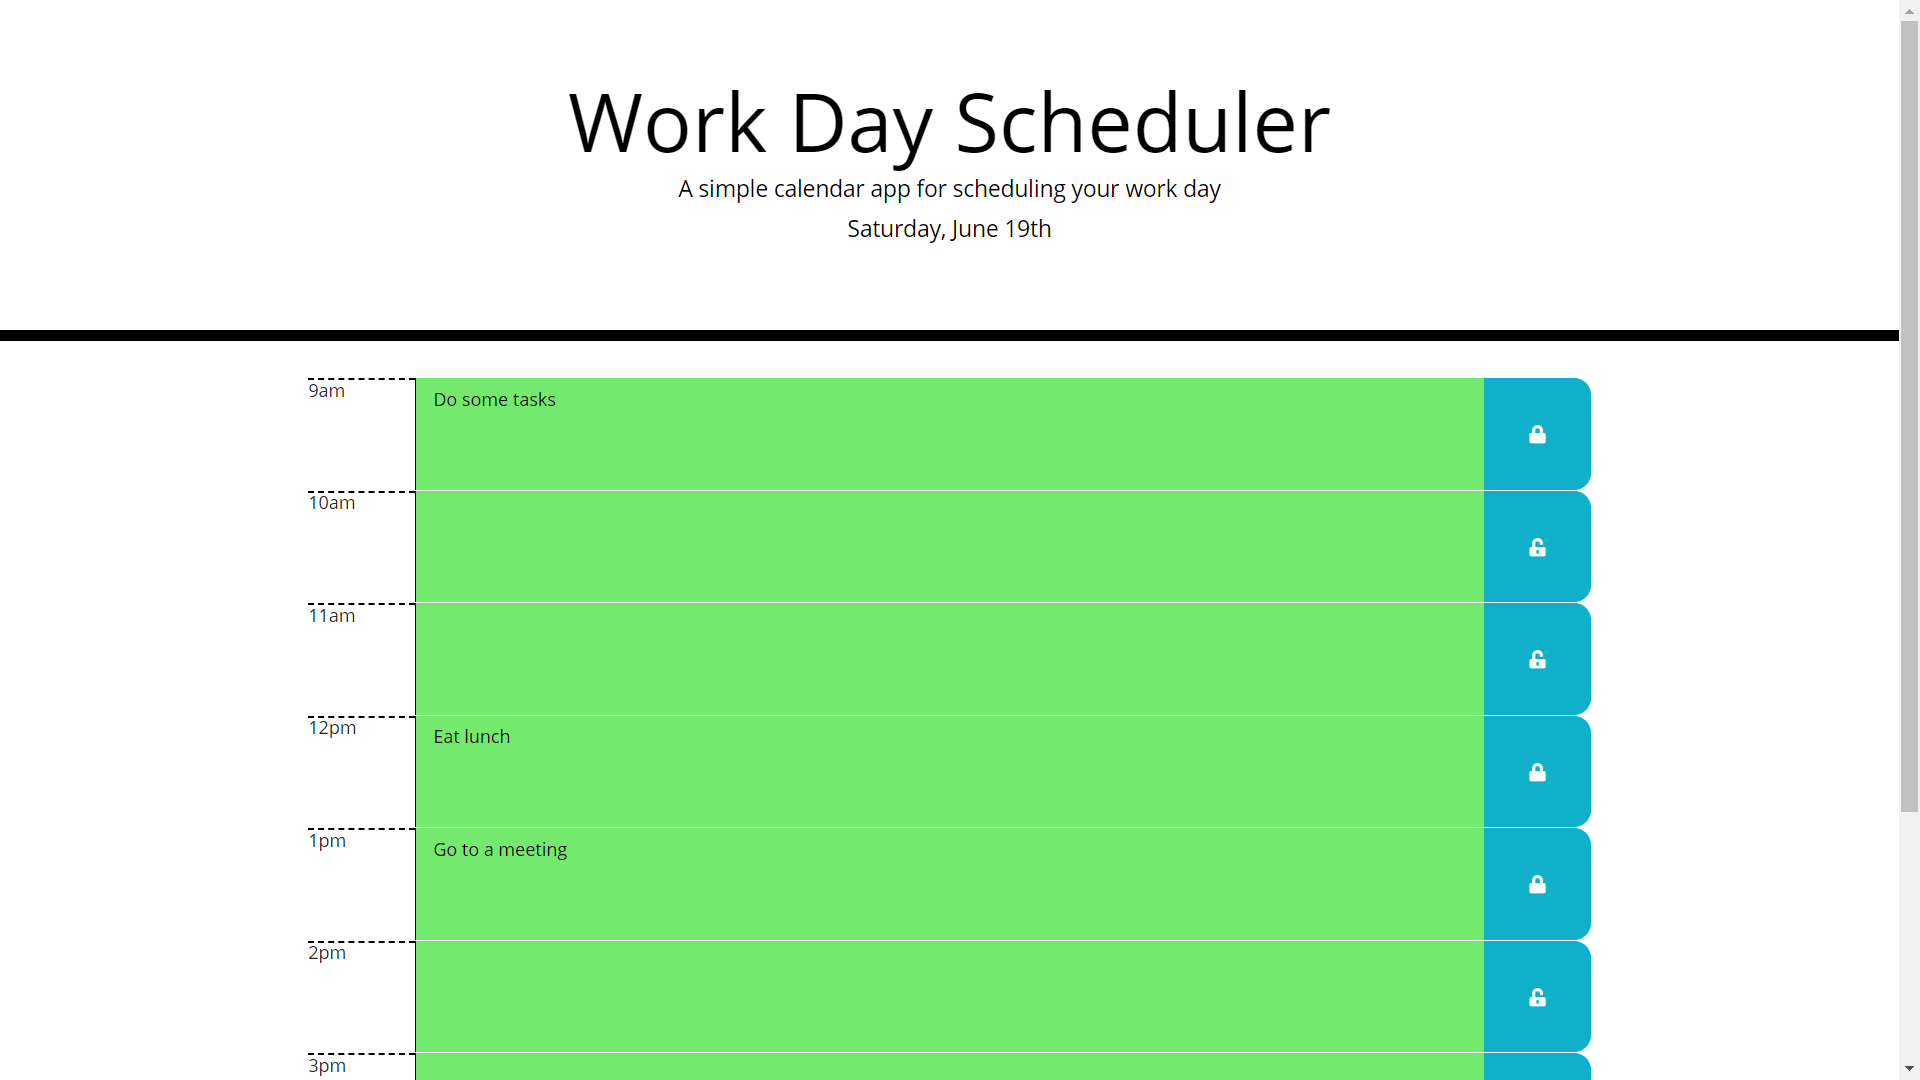 Work Day Scheduler
A simple calendar app for scheduling your work day
Saturday, June 19th
9am
Do some tasks
10am
11am
12pm
Eat lunch
1pm
Go to a meeting
2pm
3pm